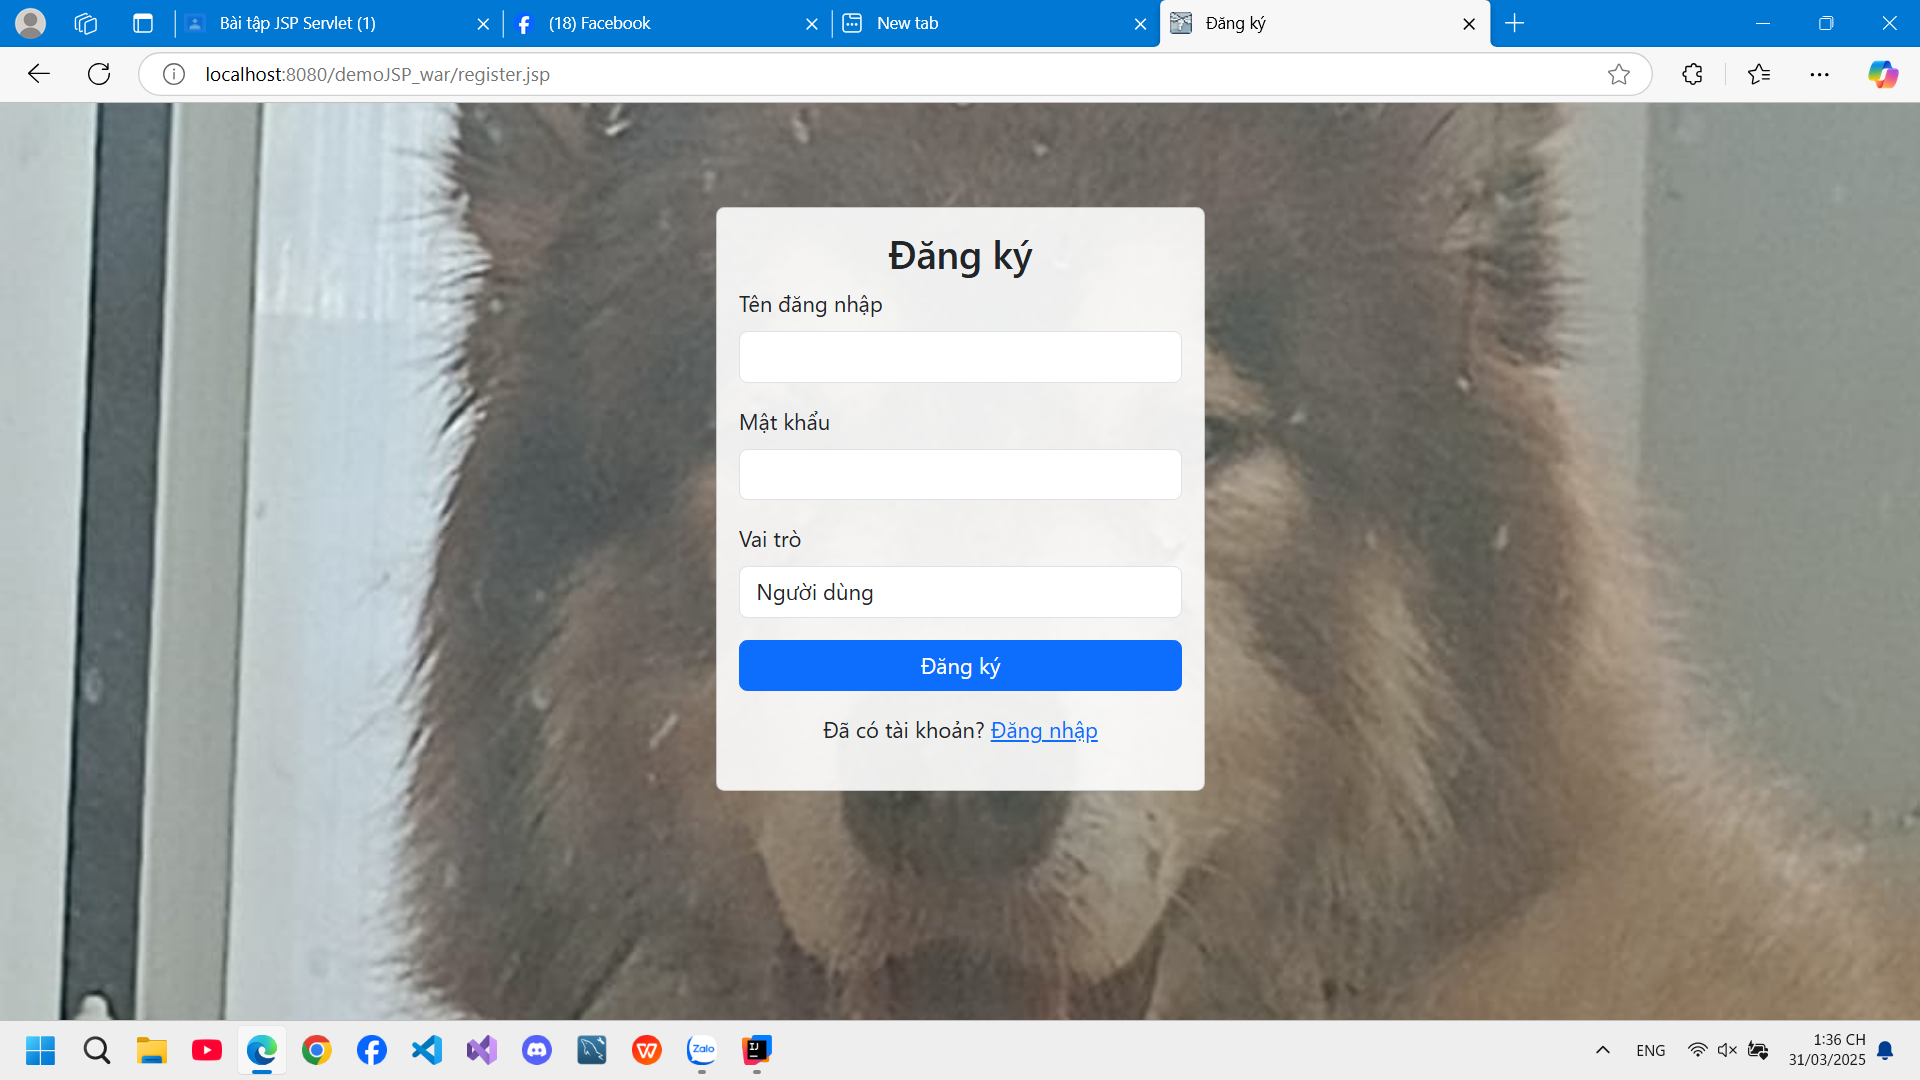 Bài tập JSP Servlet (1)
(18) Facebook
New tab
Đăng ký
localhost:8080/demoJSP_war/register.jsp
Đăng ký
Tên đăng nhập
Mật khẩu
Vai trò
Người dùng
Đăng ký
Đã có tài khoản? Đăng nhập
Zalo
IJ
ENG
1:36 CH
31/03/2025